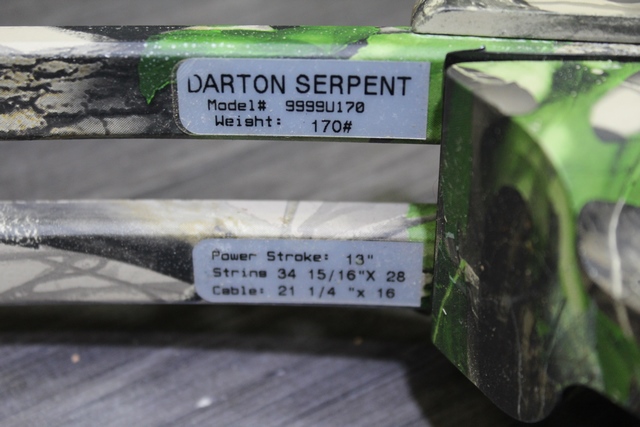 DARTON SERPENT
Model# 9999U170
Weight: 170#
Power Stroke: 13"
String 34 15/16"X 28
Cable: 21 1/4 "x 16